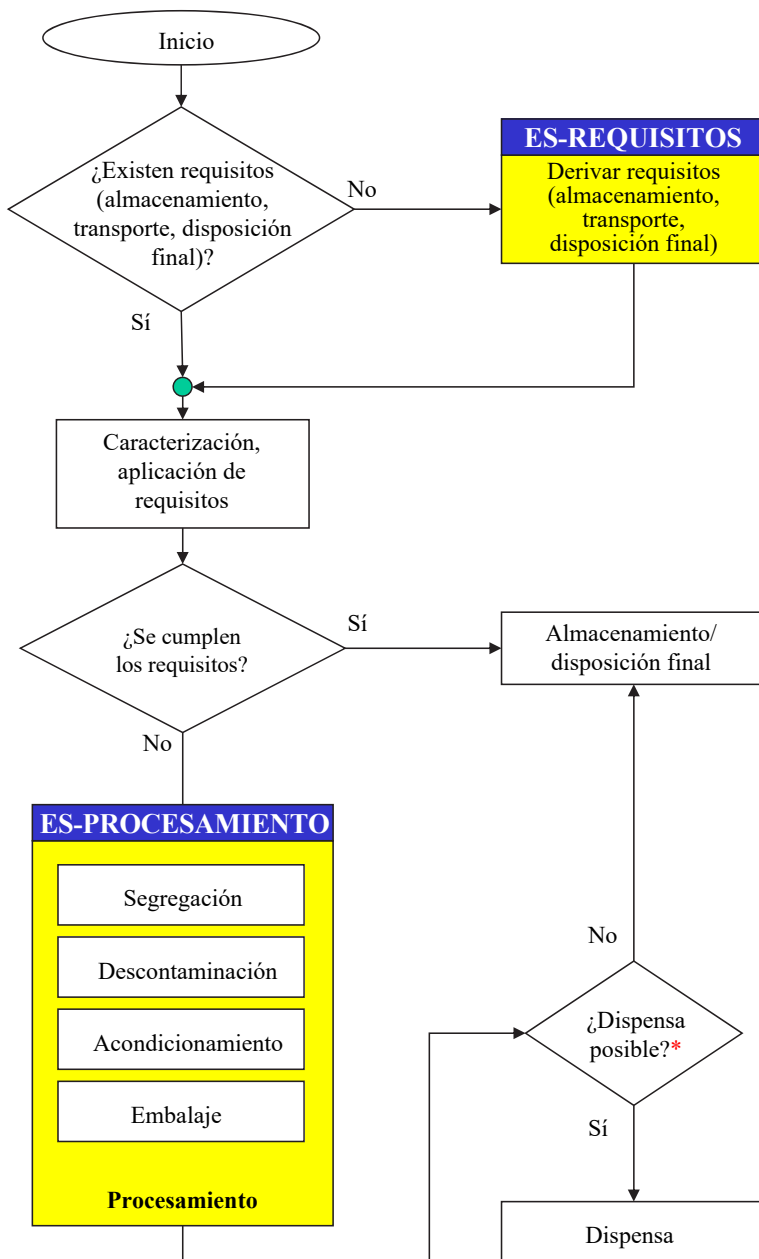 Inicio
¿Existen requisitos
(almacenamiento,
transporte, disposición
final)?
No
ES-REQUISITOS
Derivar requisitos
(almacenamiento,
transporte,
disposición final)
Sí
Caracterización,
aplicación de
requisitos
¿Se cumplen
los requisitos?
Sí
Almacenamiento/
disposición final
No
ES-PROCESAMIENTO
Segregación
Descontaminación
Acondicionamiento
Embalaje
Procesamiento
No
¿Dispensa
posible?*
Sí
Dispensa